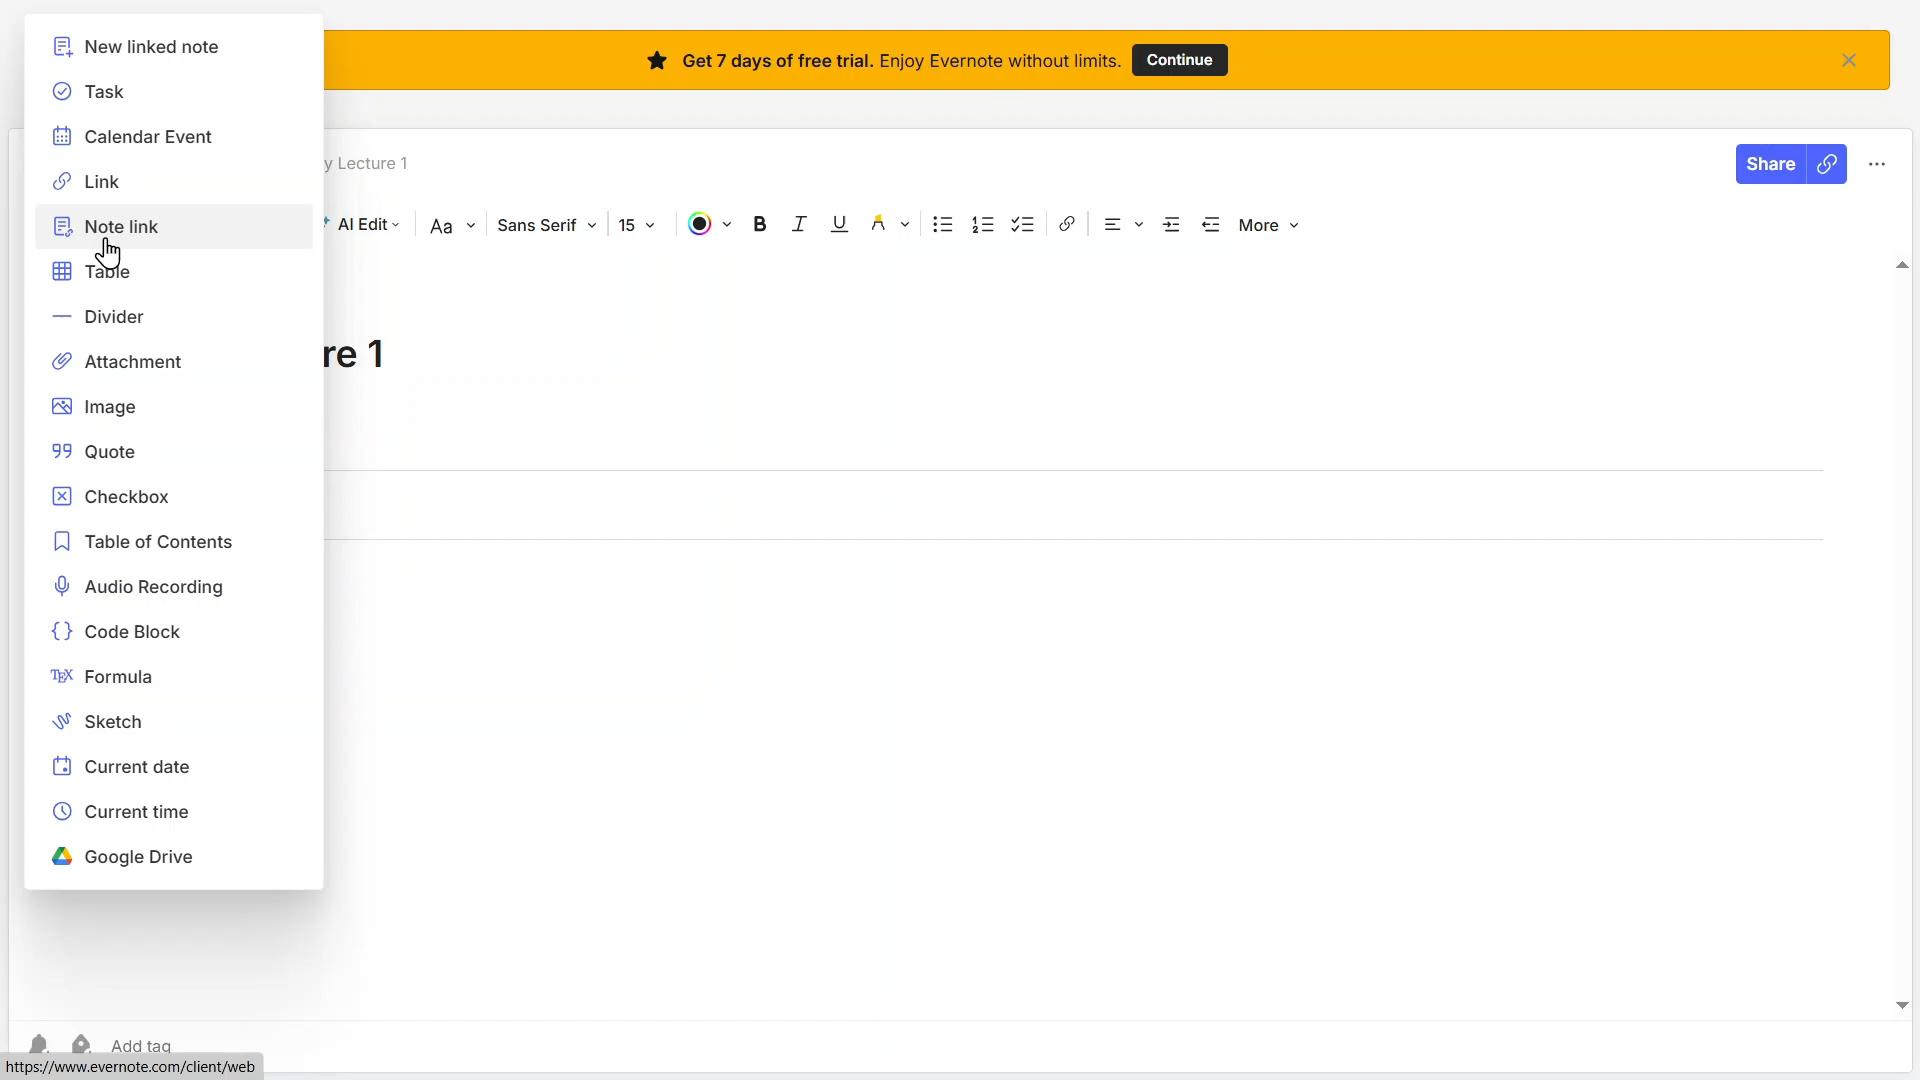 New linked note
Task
Calendar Event
Link
Note link
Table
Divider
Attachment
Image
Quote
Checkbox
Table of Contents
Audio Recording
Code Block
Formula
Sketch
Current date
Current time
Google Drive
Get 7 days of free trial. Enjoy Evernote without limits. Continue
y Lecture 1
Share
AI Edit Aa Sans Serif 15 B I U A More
re 1
Add tag
https://www.evernote.com/client/web